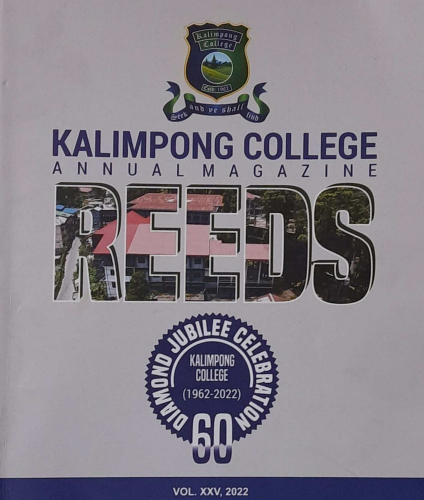 Kalimpong
College
Estd: 1962
Seek and ye shall find
KALIMPONG COLLEGE
ANNUAL MAGAZINE
REEDS
DIAMOND JUBILEE CELEBRATION
KALIMPONG
COLLEGE
(1962-2022)
60
VOL. XXV, 2022